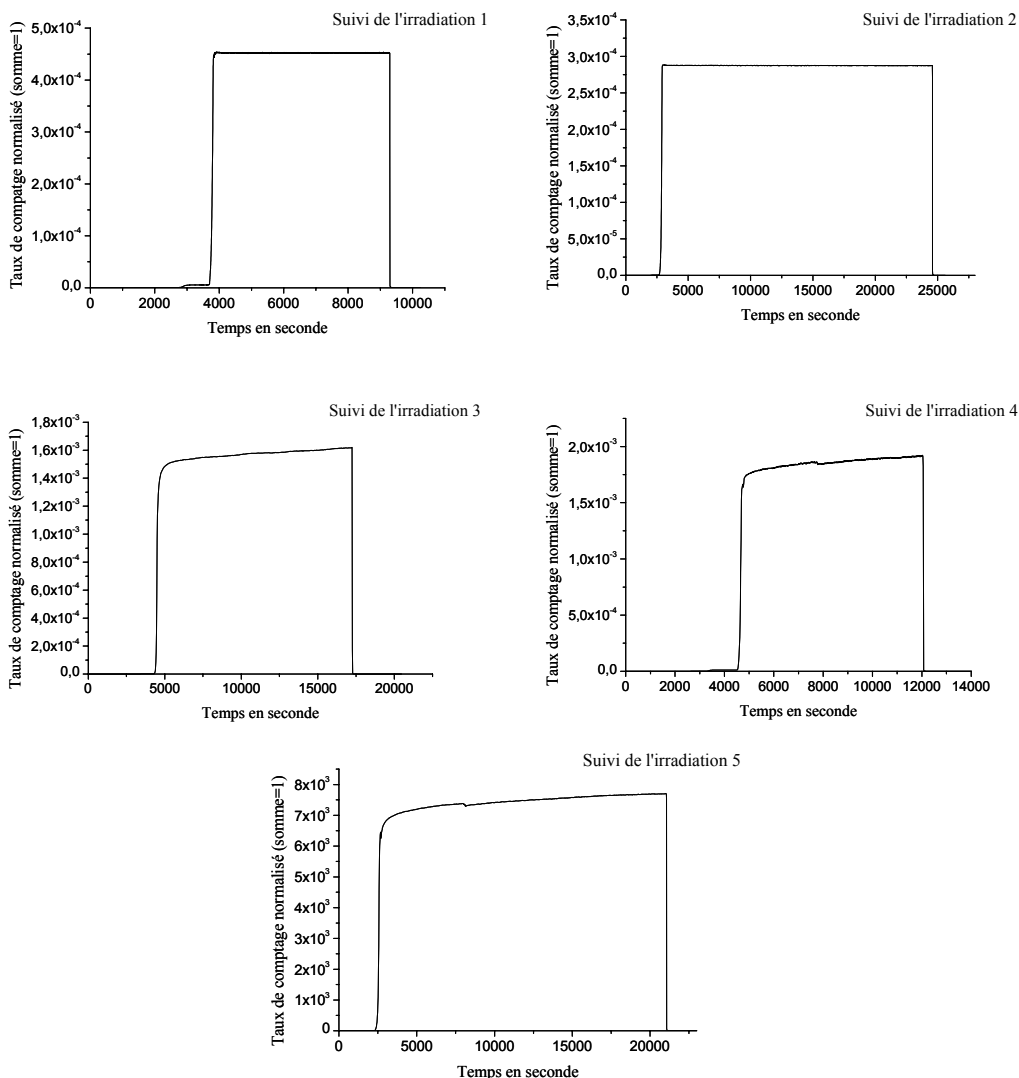 Suivi de l'irradiation 1
Taux de compatge normalisé (somme=1)
5,0x10⁻⁴
4,0x10⁻⁴
3,0x10⁻⁴
2,0x10⁻⁴
1,0x10⁻⁴
0,0
0 2000 4000 6000 8000 10000
Temps en seconde
Suivi de l'irradiation 2
Taux de comptage normalisé (somme=1)
3,5x10⁻⁴
3,0x10⁻⁴
2,5x10⁻⁴
2,0x10⁻⁴
1,5x10⁻⁴
1,0x10⁻⁴
5,0x10⁻⁵
0,0
0 5000 10000 15000 20000 25000
Temps en seconde
Suivi de l'irradiation 3
Taux de comptage normalisé (somme=1)
1,8x10⁻³
1,6x10⁻³
1,4x10⁻³
1,2x10⁻³
1,0x10⁻³
8,0x10⁻⁴
6,0x10⁻⁴
4,0x10⁻⁴
2,0x10⁻⁴
0,0
0 5000 10000 15000 20000
Temps en seconde
Suivi de l'irradiation 4
Taux de comptage normalisé (somme=1)
2,0x10⁻³
1,5x10⁻³
1,0x10⁻³
5,0x10⁻⁴
0,0
0 2000 4000 6000 8000 10000 12000 14000
Temps en seconde
Suivi de l'irradiation 5
Taux de comptage normalisé (somme=1)
8x10³
7x10³
6x10³
5x10³
4x10³
3x10³
2x10³
1x10³
0
0 5000 10000 15000 20000
Temps en seconde